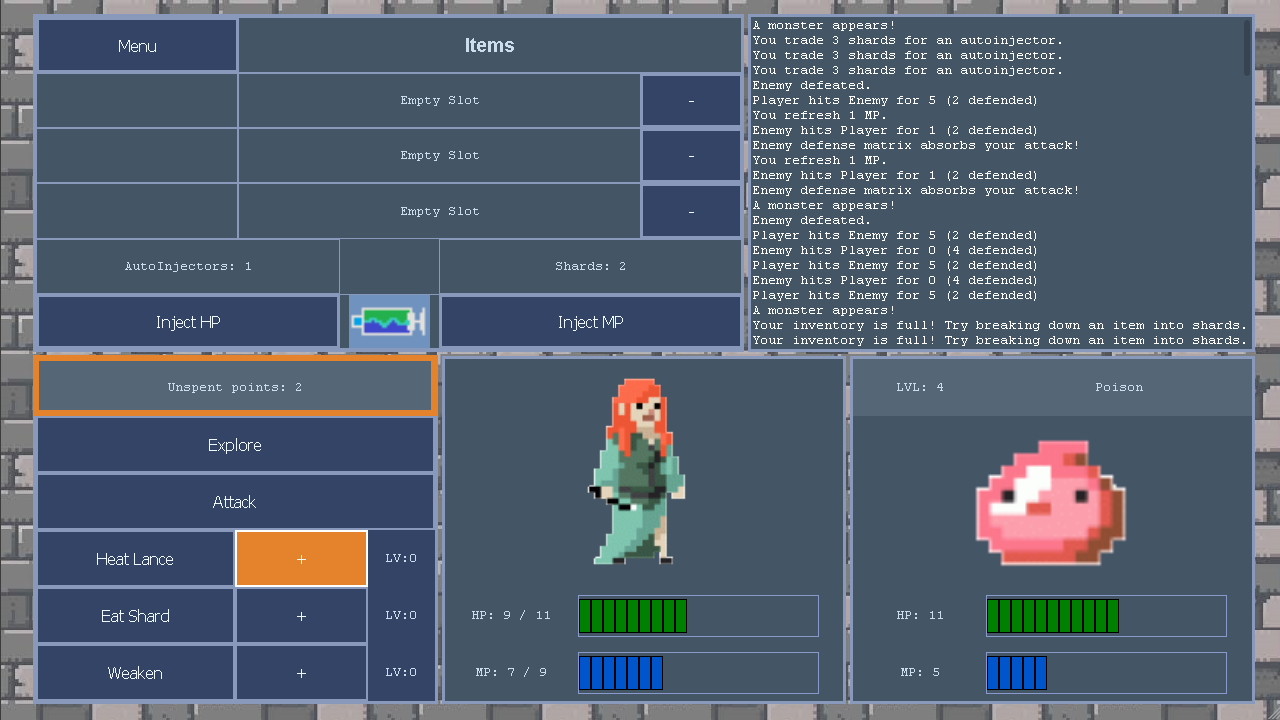 Menu
Items
Empty Slot
-
Empty Slot
-
Empty Slot
-
AutoInjectors: 1
Shards: 2
Inject HP
Inject MP
A monster appears!
You trade 3 shards for an autoinjector.
You trade 3 shards for an autoinjector.
You trade 3 shards for an autoinjector.
Enemy defeated.
Player hits Enemy for 5 (2 defended)
You refresh 1 MP.
Enemy hits Player for 1 (2 defended)
Enemy defense matrix absorbs your attack!
You refresh 1 MP.
Enemy hits Player for 1 (2 defended)
Enemy defense matrix absorbs your attack!
A monster appears!
Enemy defeated.
Player hits Enemy for 5 (2 defended)
Enemy hits Player for 0 (4 defended)
Player hits Enemy for 5 (2 defended)
Enemy hits Player for 0 (4 defended)
Player hits Enemy for 5 (2 defended)
A monster appears!
Your inventory is full! Try breaking down an item into shards.
Your inventory is full! Try breaking down an item into shards.
Unspent points: 2
Explore
Attack
Heat Lance
+
LV:0
Eat Shard
+
LV:0
Weaken
+
LV:0
HP: 9 / 11
MP: 7 / 9
LVL: 4
Poison
HP: 11
MP: 5